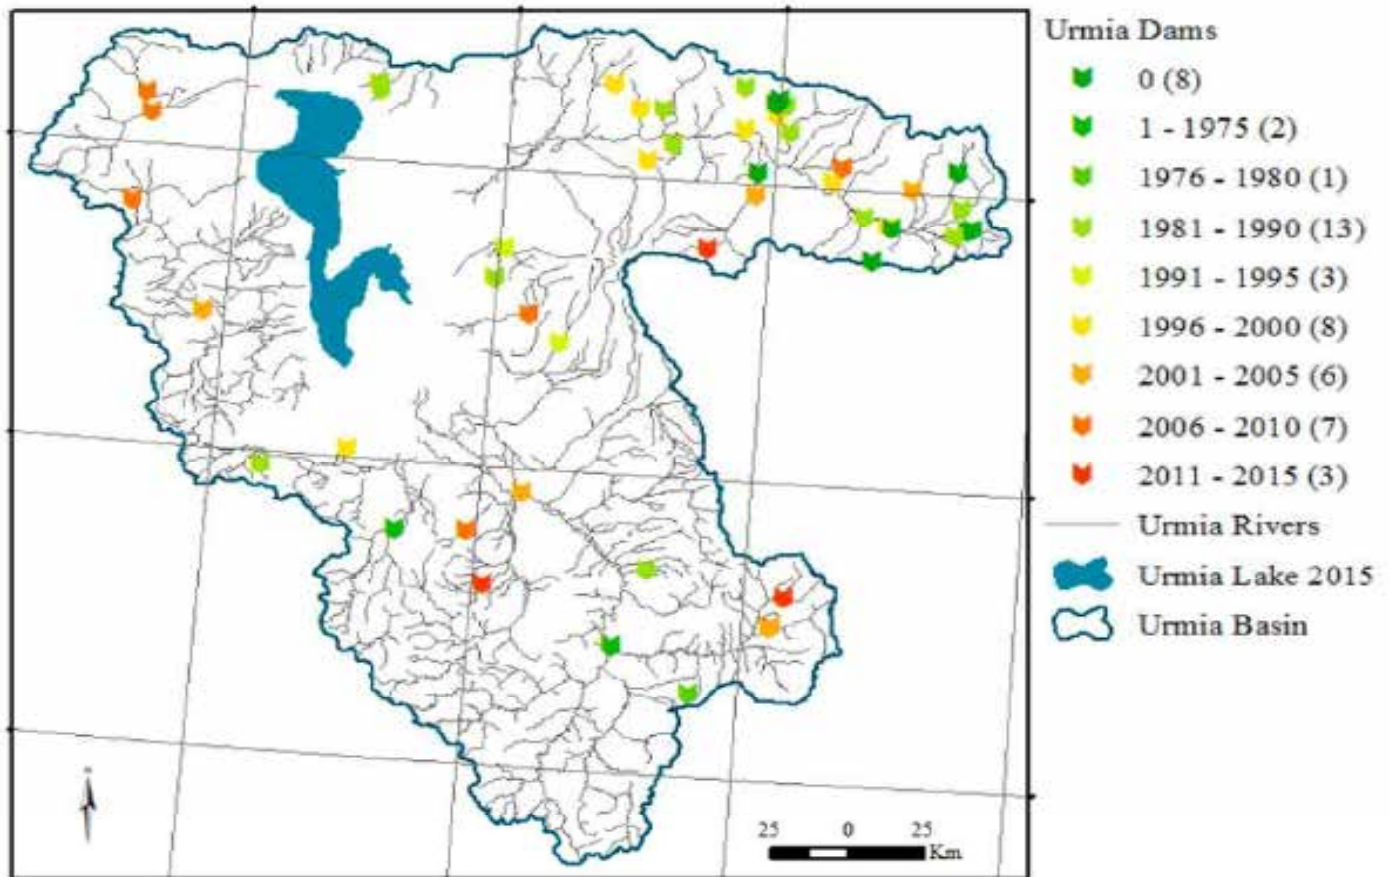 Urmia Dams
0 (8)
1 - 1975 (2)
1976 - 1980 (1)
1981 - 1990 (13)
1991 - 1995 (3)
1996 - 2000 (8)
2001 - 2005 (6)
2006 - 2010 (7)
2011 - 2015 (3)
Urmia Rivers
Urmia Lake 2015
Urmia Basin
25 0 25
Km